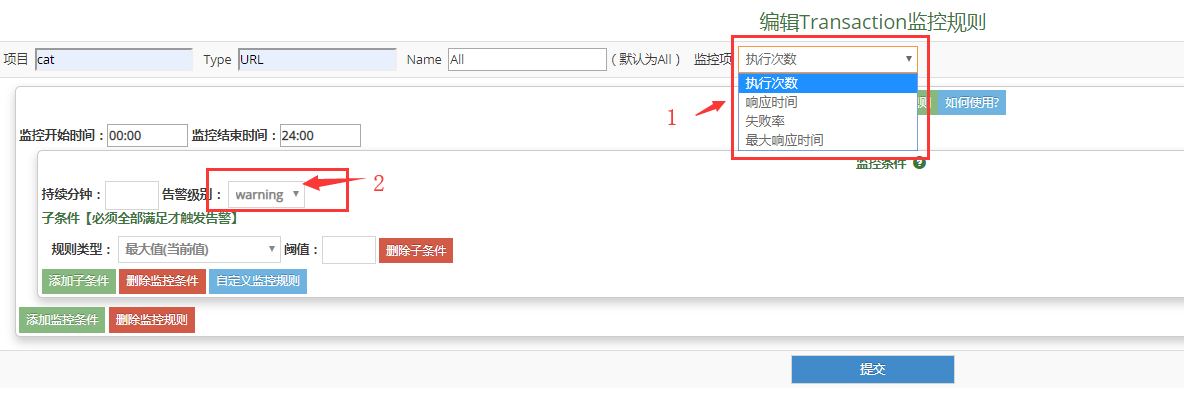 编辑Transaction监控规则
项目 cat Type URL Name All (默认为All) 监控项 执行次数
执行次数
响应时间
失败率
最大响应时间
1
如何使用?
监控开始时间：00:00 监控结束时间：24:00
监控条件 ?
持续分钟： 告警级别： warning
2
子条件【必须全部满足才触发告警】
规则类型： 最大值(当前值) 阈值： 删除子条件
添加子条件 删除监控条件 自定义监控规则
添加监控条件 删除监控规则
提交